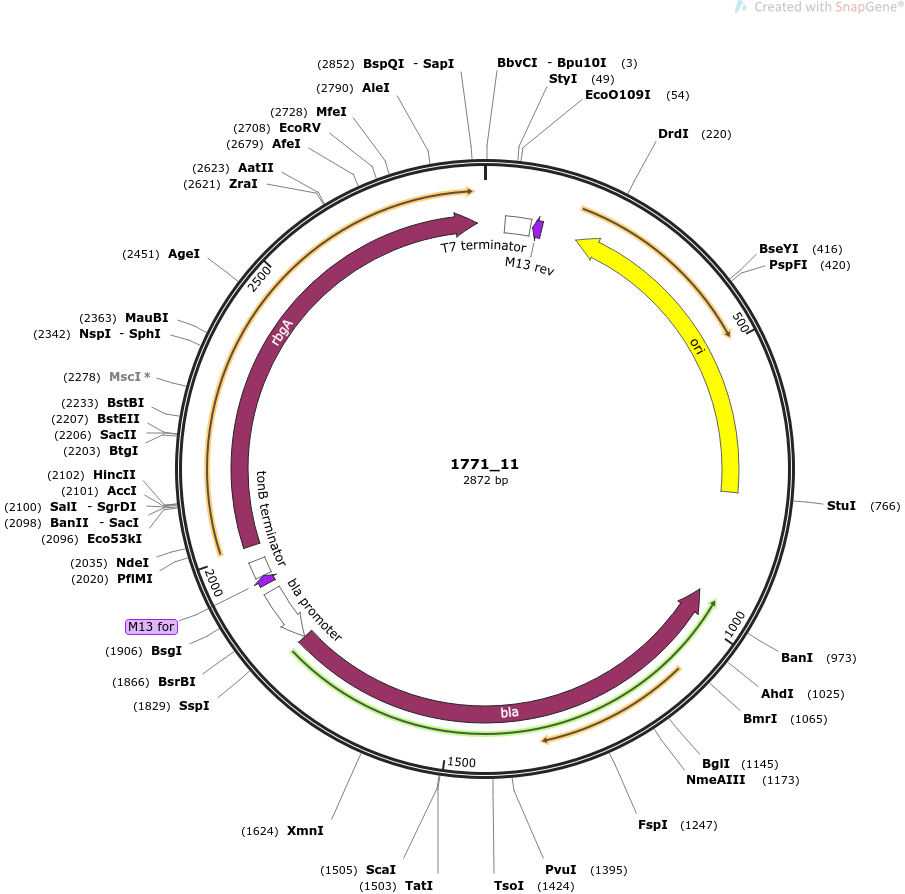 Created with SnapGene®
(2852) BspQI - SapI
BbvCI - Bpu10I (3)
(2790) AleI
StyI (49)
EcoO109I (54)
(2728) MfeI
(2708) EcoRV
DrdI (220)
(2679) AfeI
(2623) AatII
(2621) ZraI
T7 terminator
M13 rev
(2451) AgeI
BseYI (416)
PspFI (420)
2500
500
(2363) MauBI
(2342) NspI - SphI
rbgA
ori
(2278) MscI *
(2233) BstBI
(2207) BstEII
(2206) SacII
(2203) BtgI
1771_11
2872 bp
(2102) HincII
(2101) AccI
(2100) SalI - SgrDI
(2098) BanII - SacI
(2096) Eco53kI
StuI (766)
tonB terminator
(2035) NdeI
(2020) PflMI
2000
bla promoter
M13 for
1000
(1906) BsgI
BanI (973)
(1866) BsrBI
AhdI (1025)
(1829) SspI
bla
BmrI (1065)
1500
BglI (1145)
NmeAIII (1173)
(1624) XmnI
FspI (1247)
(1505) ScaI
PvuI (1395)
(1503) TatI
TsoI (1424)